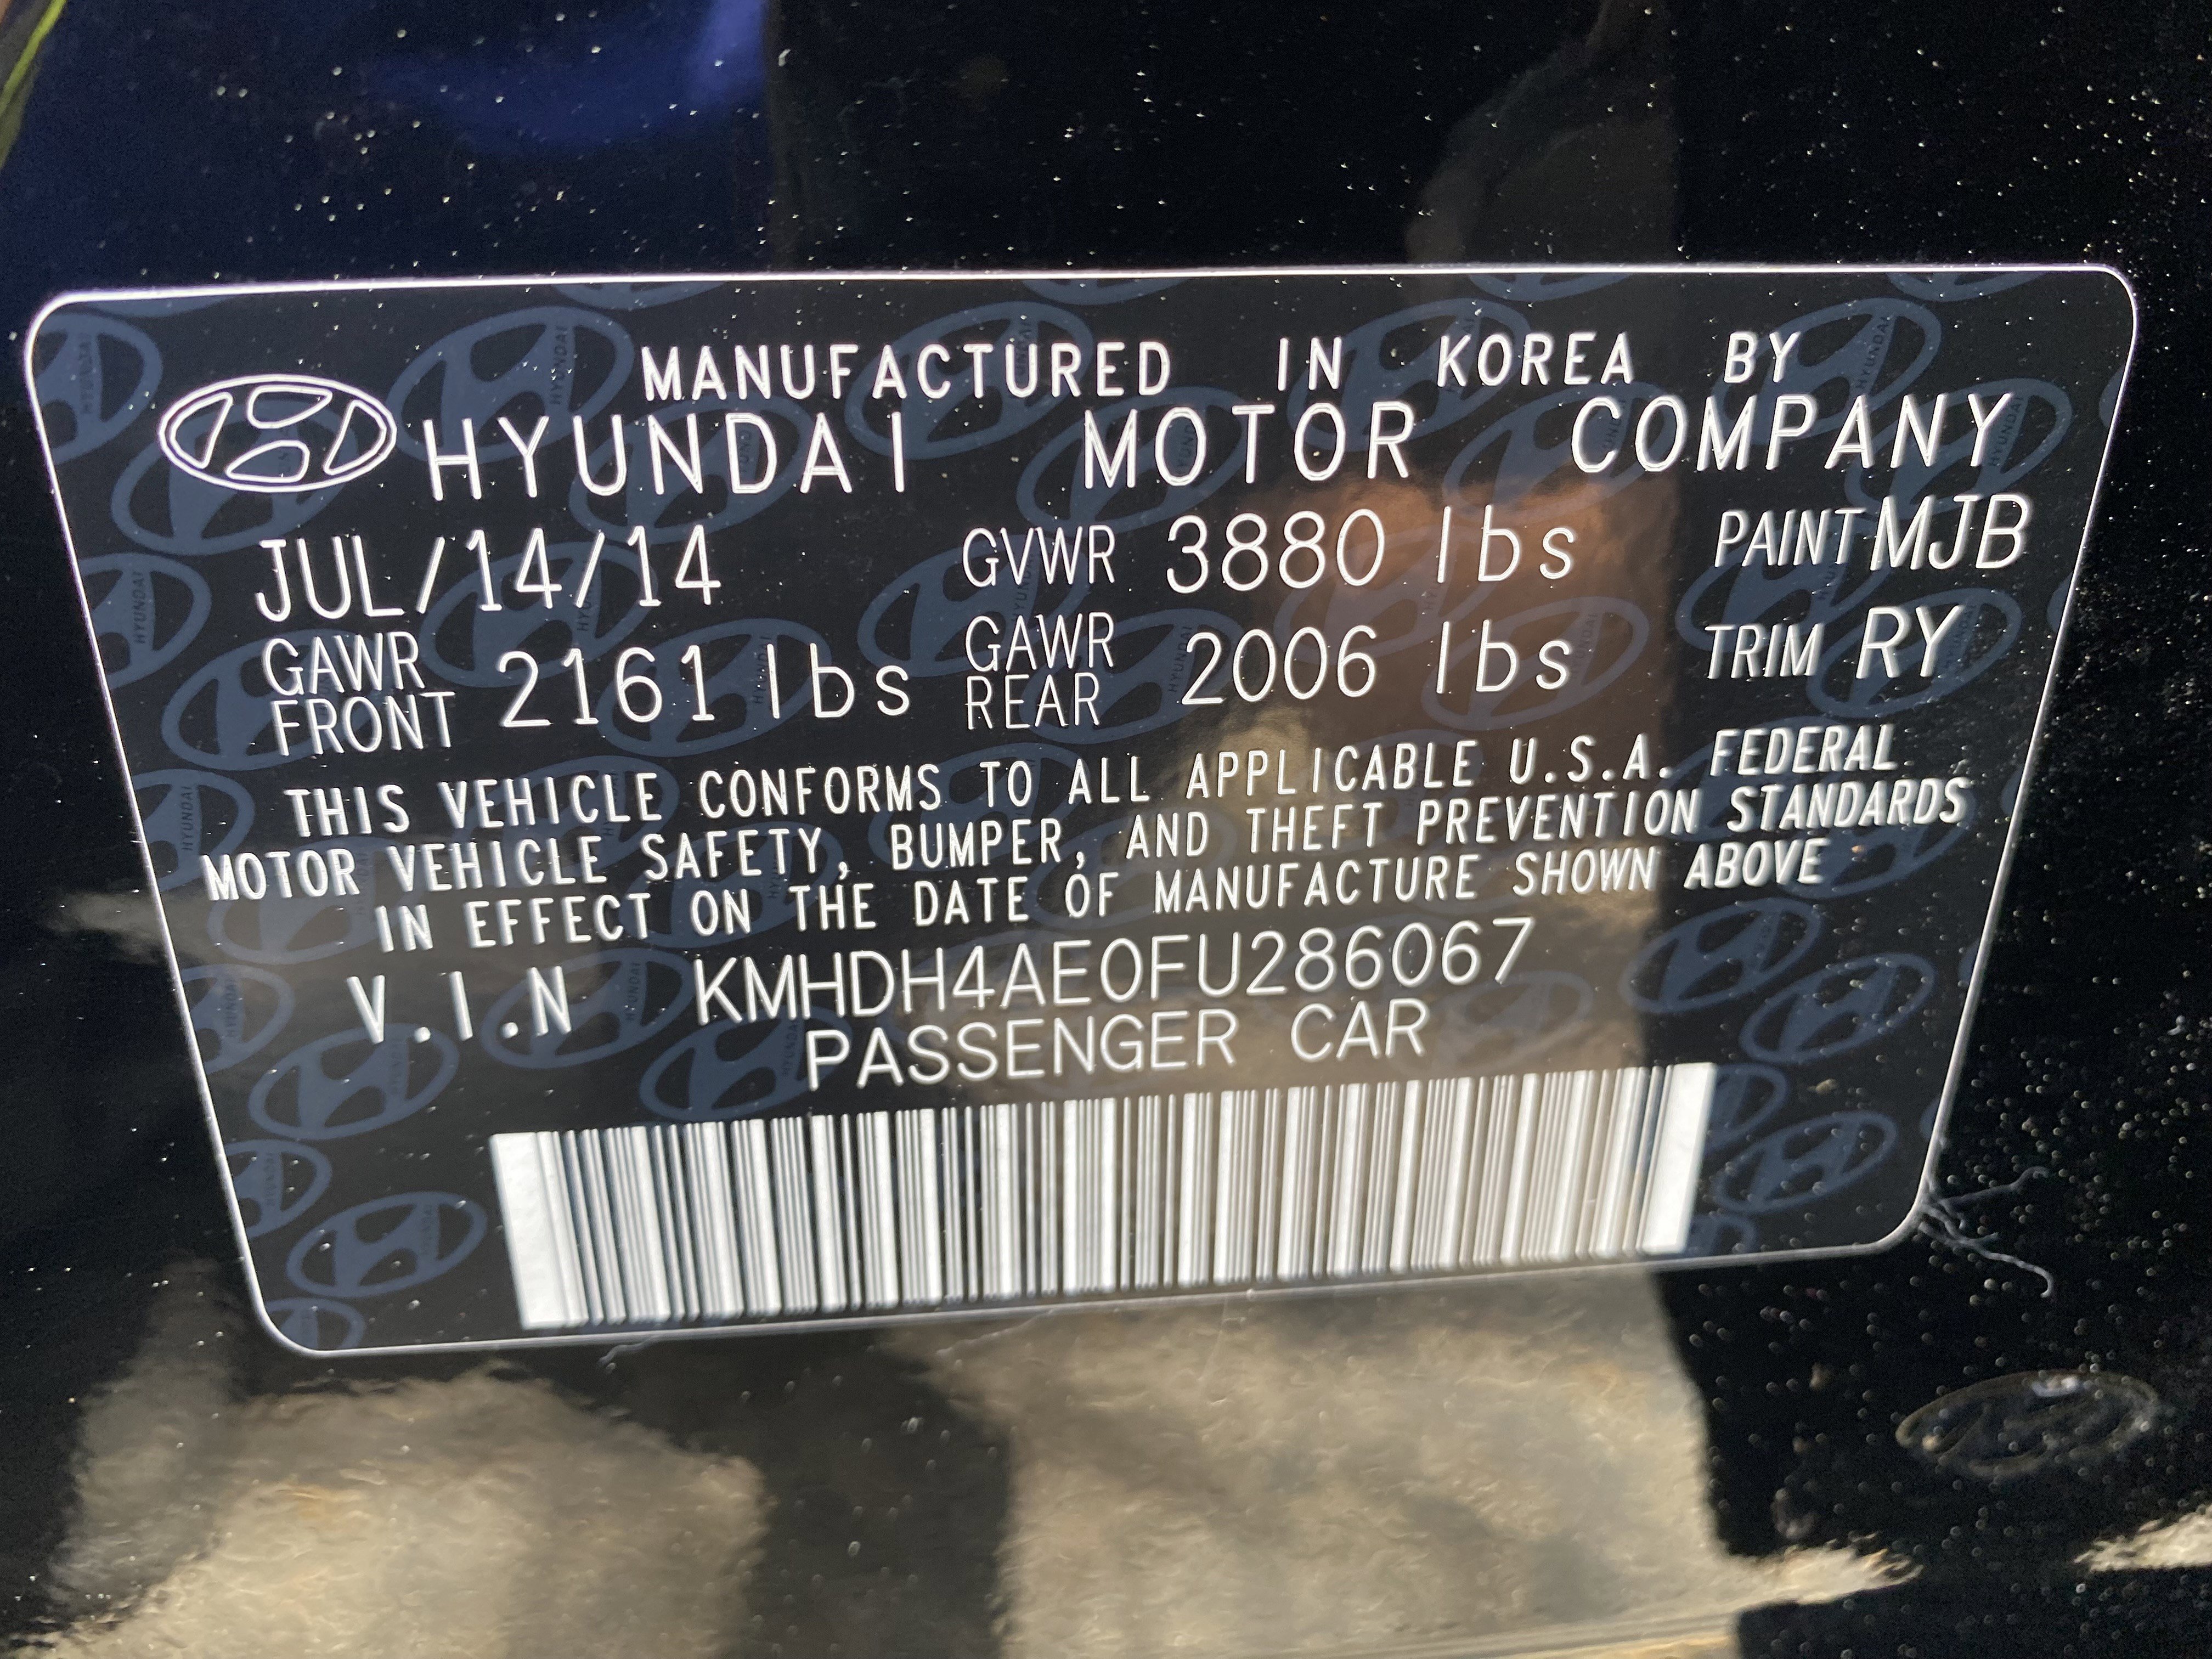 MANUFACTURED IN KOREA BY
HYUNDAI MOTOR COMPANY
JUL/14/14 GVWR 3880 lbs PAINT MJB
GAWR FRONT 2161 lbs GAWR REAR 2006 lbs TRIM RY
THIS VEHICLE CONFORMS TO ALL APPLICABLE U.S.A. FEDERAL
MOTOR VEHICLE SAFETY, BUMPER, AND THEFT PREVENTION STANDARDS
IN EFFECT ON THE DATE OF MANUFACTURE SHOWN ABOVE
V.I.N KMHDH4AE0FU286067
PASSENGER CAR